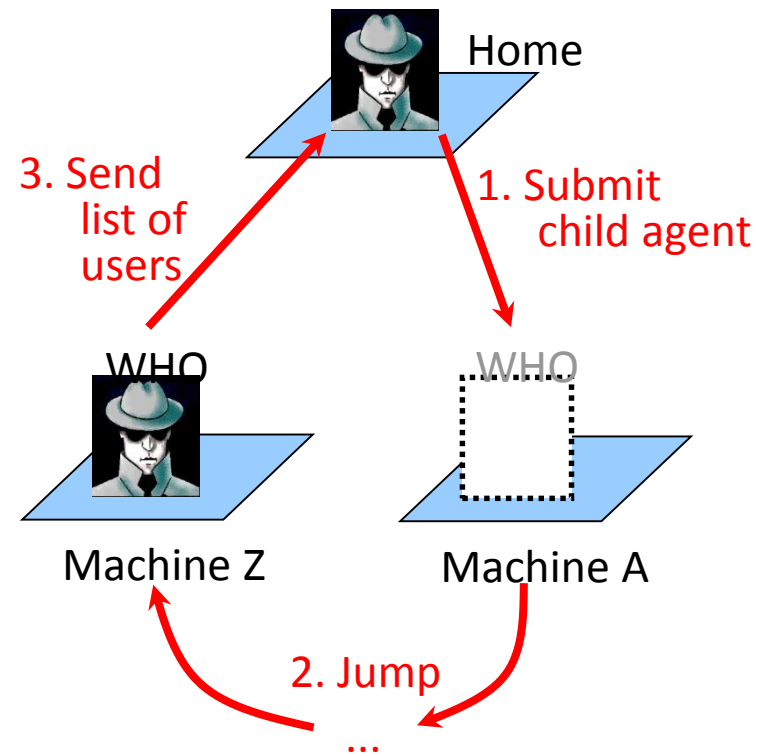 Home
3. Send
list of
users
1. Submit
child agent
WHO
WHO
Machine Z
Machine A
2. Jump
...